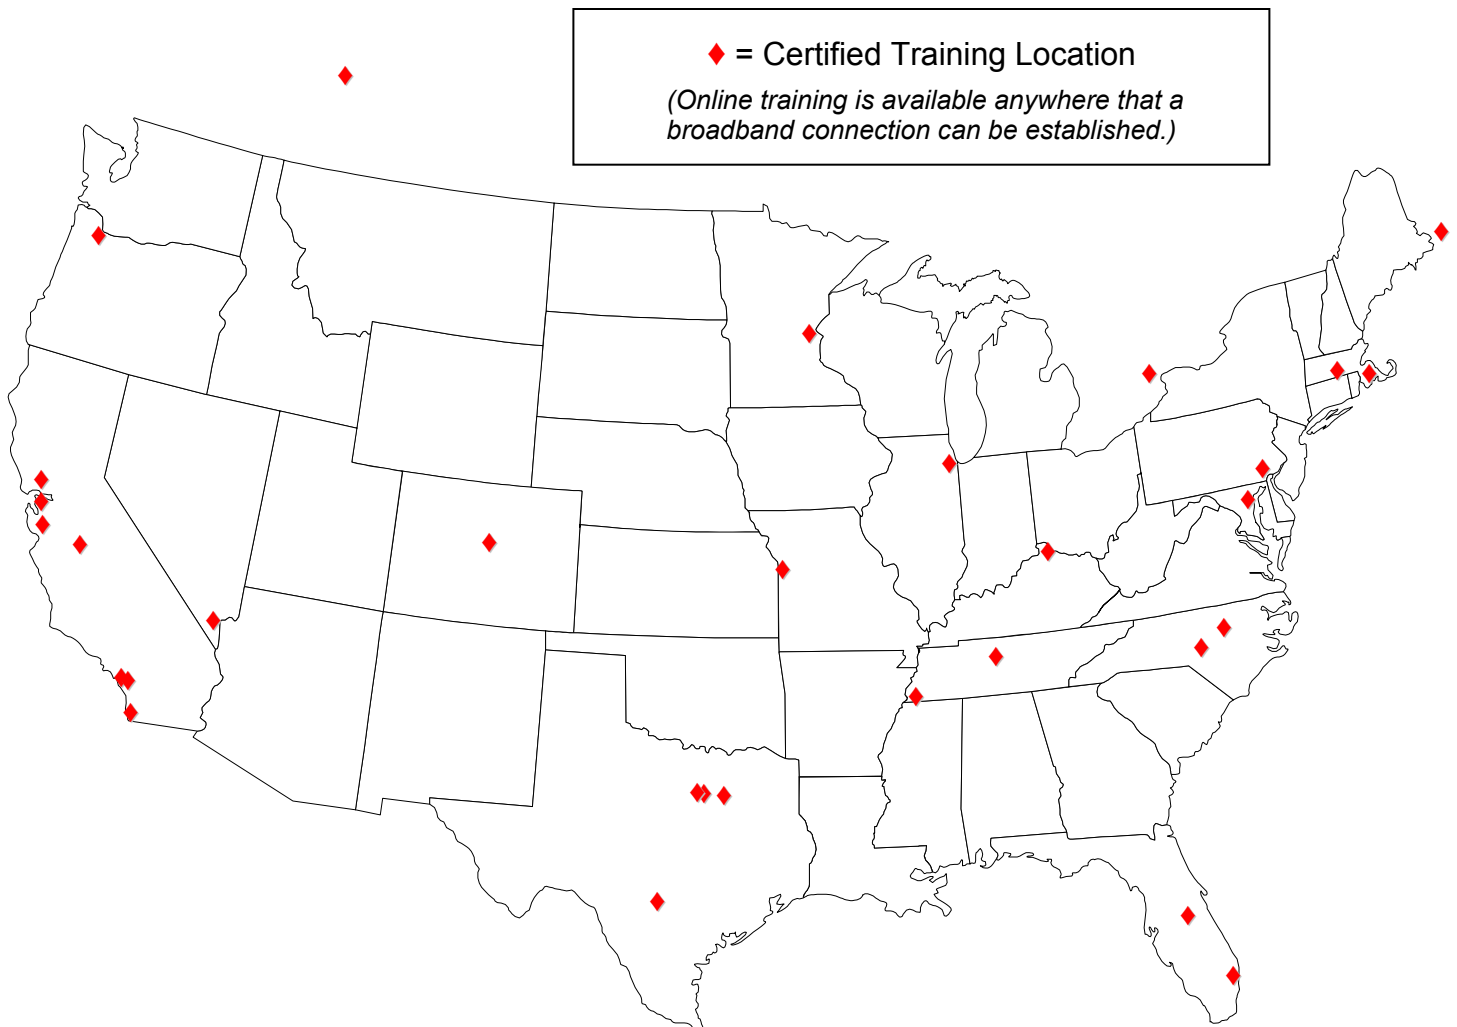 ♦ = Certified Training Location
(Online training is available anywhere that a
broadband connection can be established.)